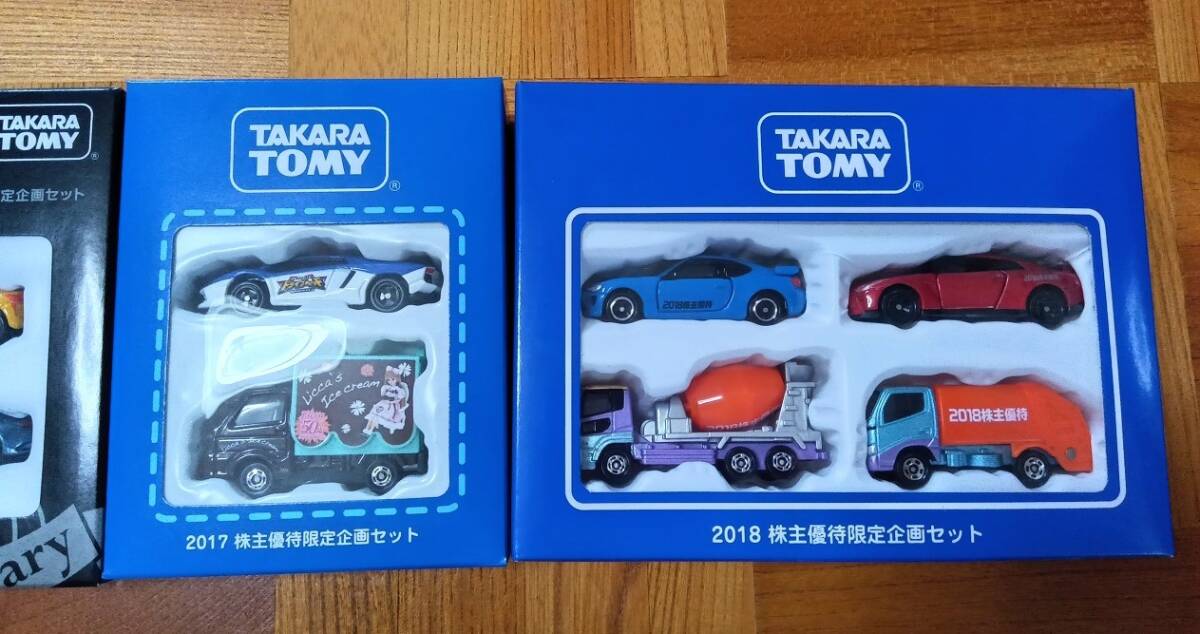 TAKARA
TOMY
®
定企画セット
ary
TAKARA
TOMY
®
Licca's
Ice cream
50
2017 株主優待限定企画セット
TAKARA
TOMY
®
2018株主優待
2018株主優待
2018 株主優待限定企画セット